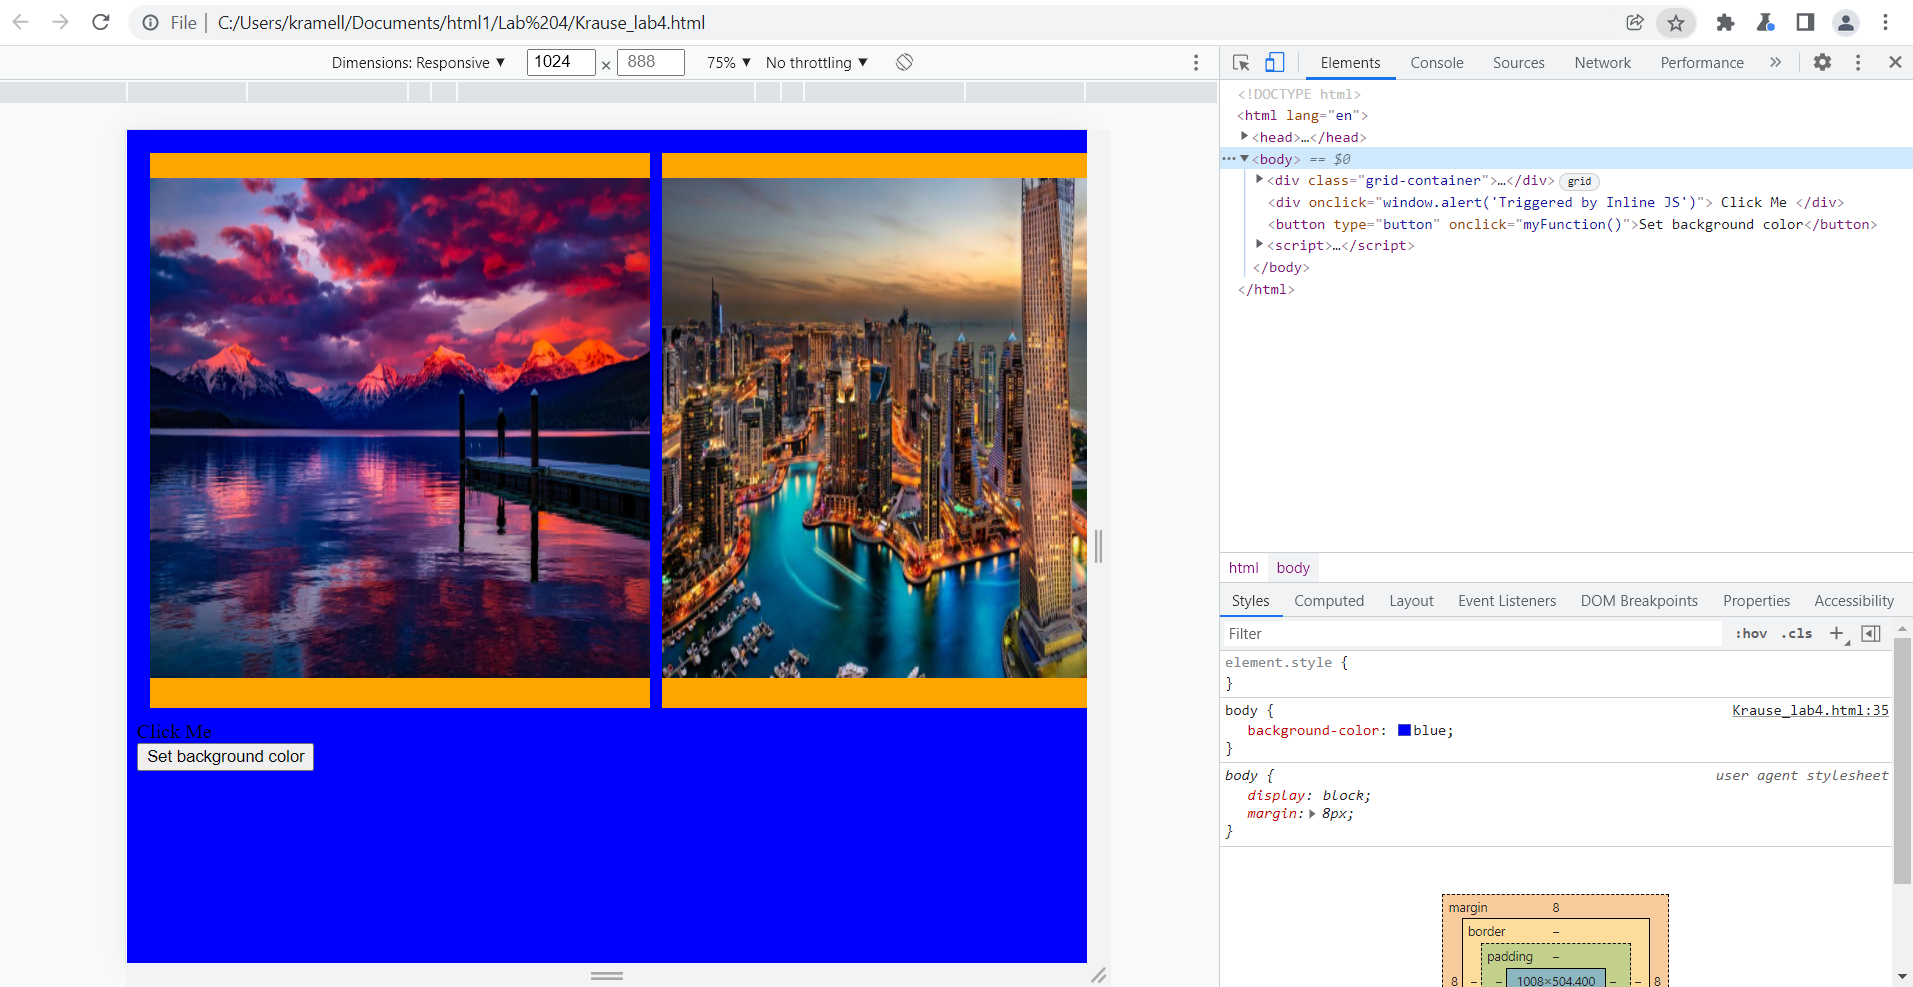 File | C:/Users/kramell/Documents/html1/Lab%204/Krause_lab4.html
Dimensions: Responsive ▼ 1024 × 888 75% ▼ No throttling ▼
Elements Console Sources Network Performance »
<!DOCTYPE html>
<html lang="en">
<head>…</head>
<body> == $0
<div class="grid-container">…</div> grid
<div onclick="window.alert('Triggered by Inline JS')"> Click Me </div>
<button type="button" onclick="myFunction()">Set background color</button>
<script>…</script>
</body>
</html>
Click Me
Set background color
html body
Styles Computed Layout Event Listeners DOM Breakpoints Properties Accessibility
Filter :hov .cls +
element.style {
}
body { Krause_lab4.html:35
background-color: blue;
}
body { user agent stylesheet
display: block;
margin: 8px;
}
margin 8
border –
padding –
8 – – 1008×504.400 – – 8